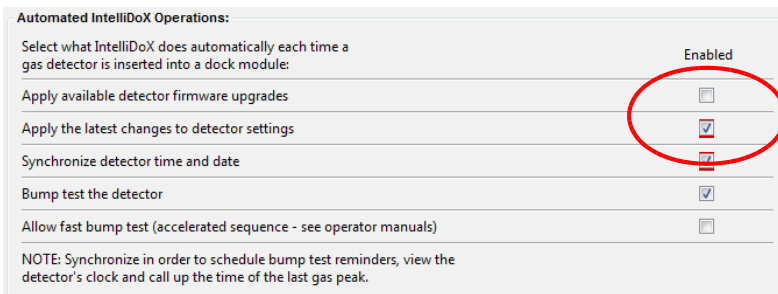 Automated IntelliDoX Operations:
Select what IntelliDoX does automatically each time a
gas detector is inserted into a dock module:
Enabled
Apply available detector firmware upgrades
Apply the latest changes to detector settings
Synchronize detector time and date
Bump test the detector
Allow fast bump test (accelerated sequence - see operator manuals)
NOTE: Synchronize in order to schedule bump test reminders, view the
detector's clock and call up the time of the last gas peak.